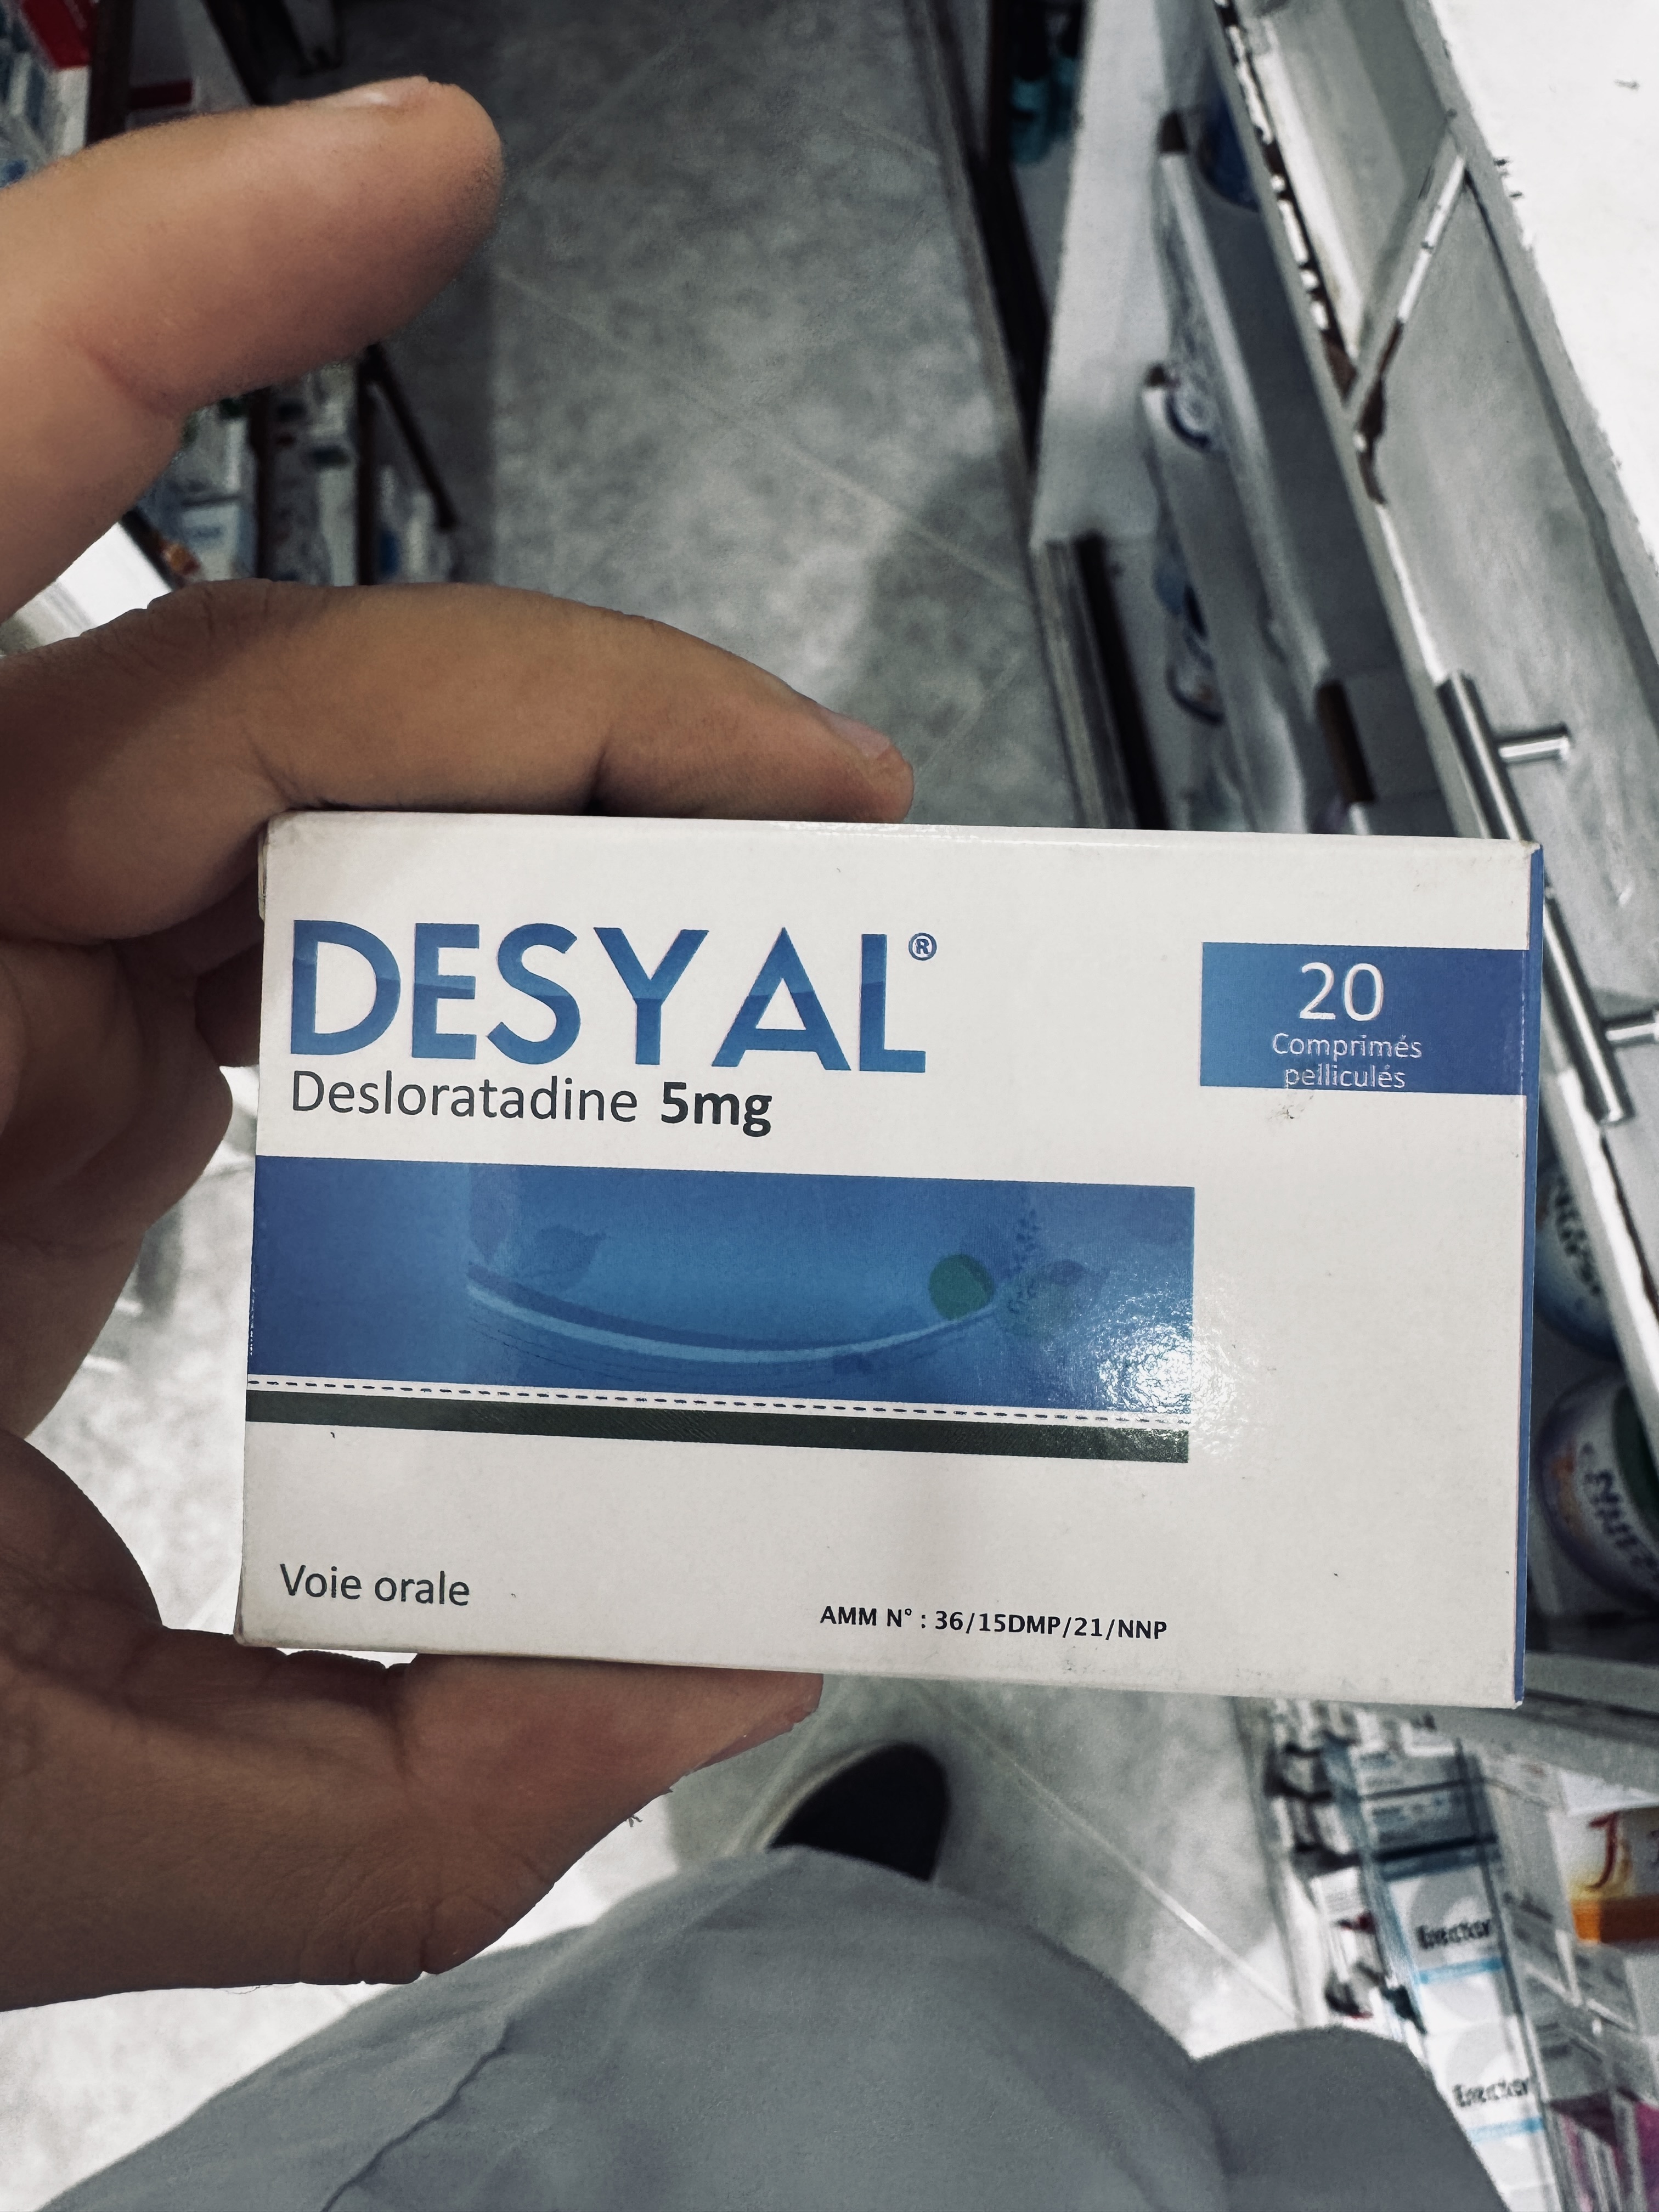 DESYAL®
Desloratadine 5mg
20
Comprimés
pelliculés
Voie orale
AMM N° : 36/15DMP/21/NNP